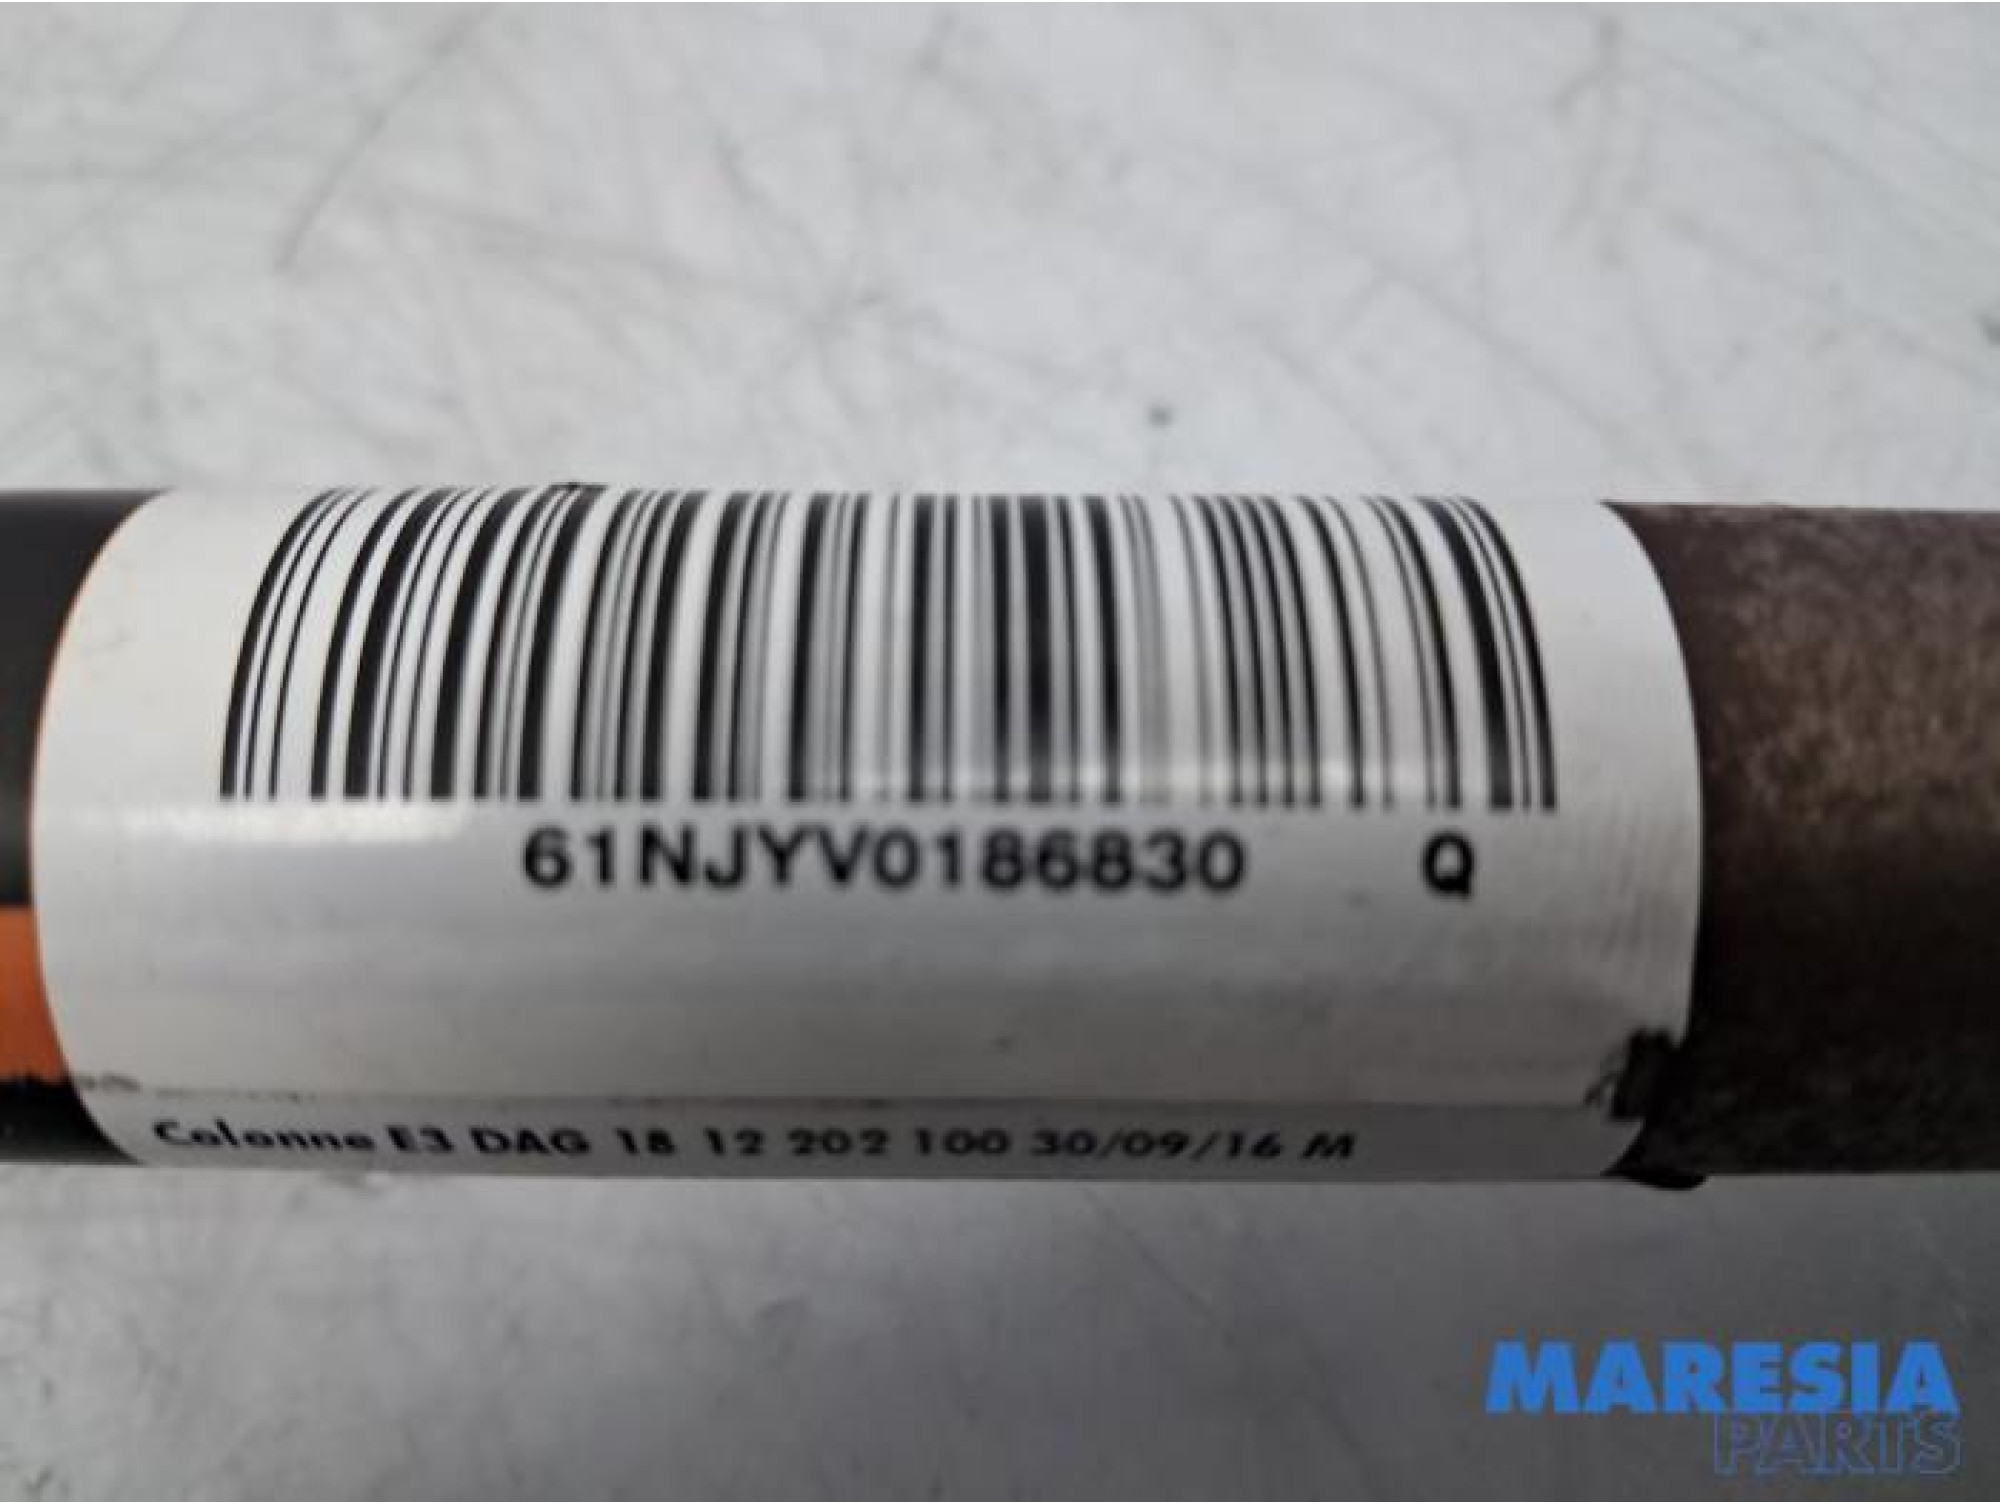 61NJYV0186830 Q
Colonne E3 DAG 18 12 202 100 30/09/16 M
MARESIA
PARTS